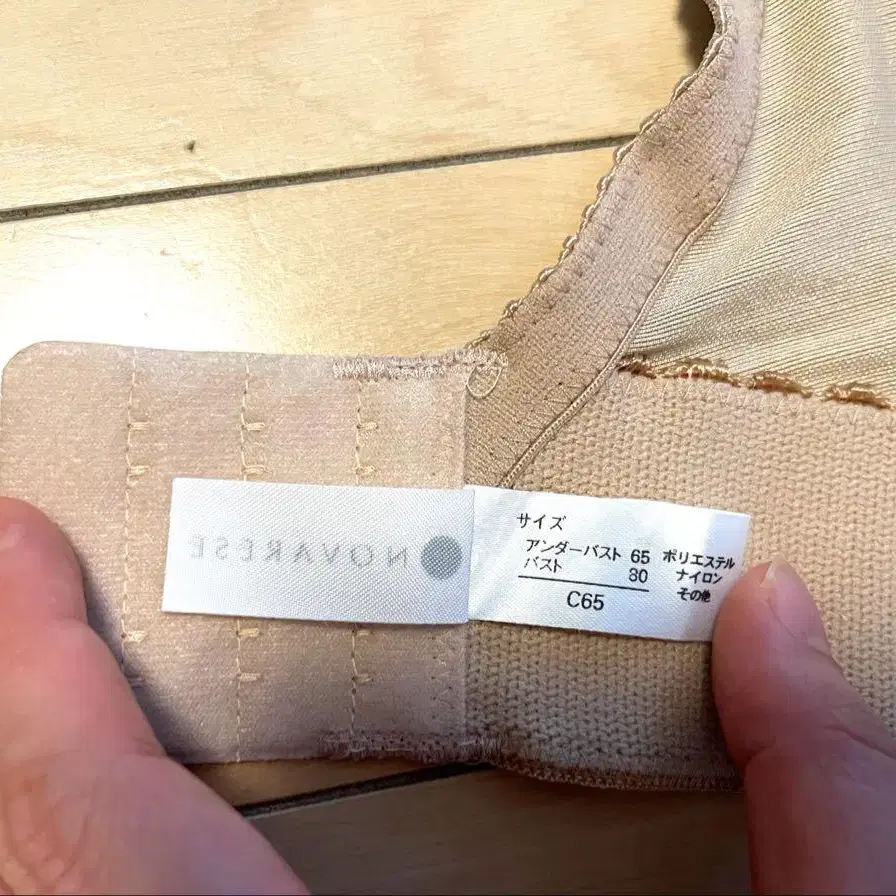 NOVARESE
サイズ
アンダーバスト 65
バスト 80
C65
ポリエステル
ナイロン
その他